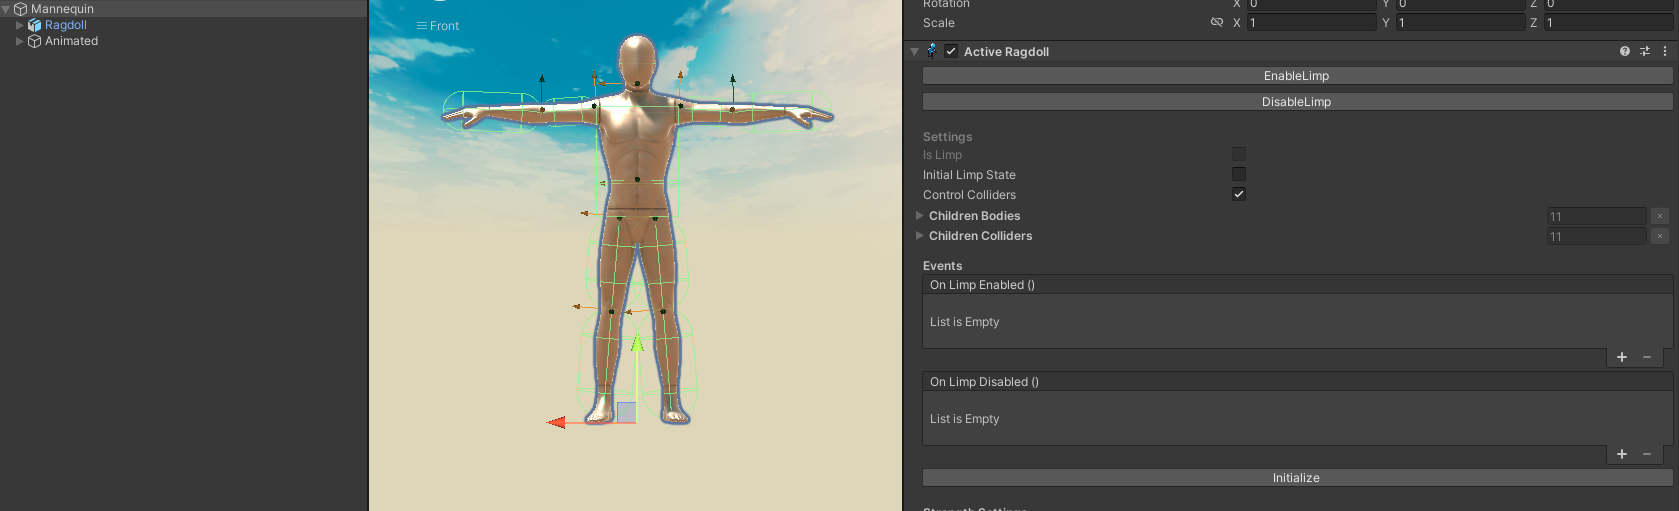 Mannequin
Ragdoll
Animated
Front
Rotation X 0 Y 0 Z 0
Scale X 1 Y 1 Z 1
Active Ragdoll
EnableLimp
DisableLimp
Settings
Is Limp
Initial Limp State
Control Colliders
Children Bodies 11
Children Colliders 11
Events
On Limp Enabled ()
List is Empty
On Limp Disabled ()
List is Empty
Initialize
Strength Settings